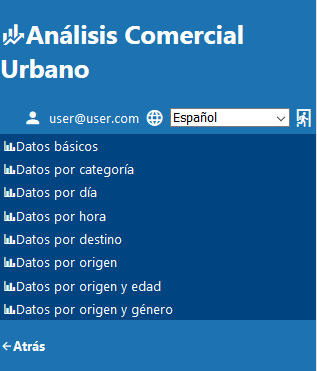 Análisis Comercial
Urbano
user@user.com Español
Datos básicos
Datos por categoría
Datos por día
Datos por hora
Datos por destino
Datos por origen
Datos por origen y edad
Datos por origen y género
Atrás